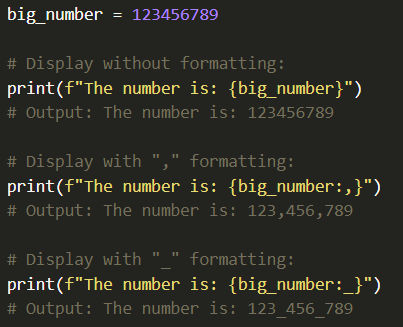 big_number = 123456789
# Display without formatting:
print(f"The number is: {big_number}")
# Output: The number is: 123456789
# Display with "," formatting:
print(f"The number is: {big_number:,}")
# Output: The number is: 123,456,789
# Display with "_" formatting:
print(f"The number is: {big_number:_}")
# Output: The number is: 123_456_789